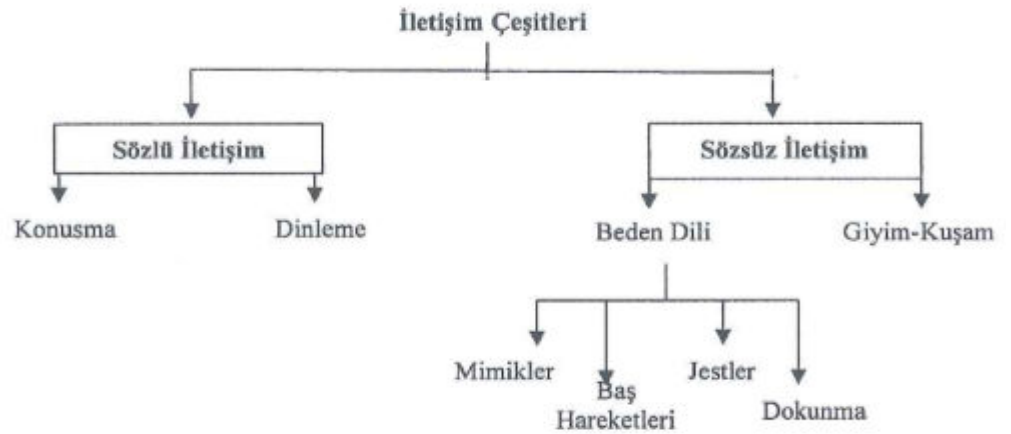 İletişim Çeşitleri
Sözlü İletişim
Sözsüz İletişim
Konusma
Dinleme
Beden Dili
Giyim-Kuşam
Mimikler
Baş
Hareketleri
Jestler
Dokunma